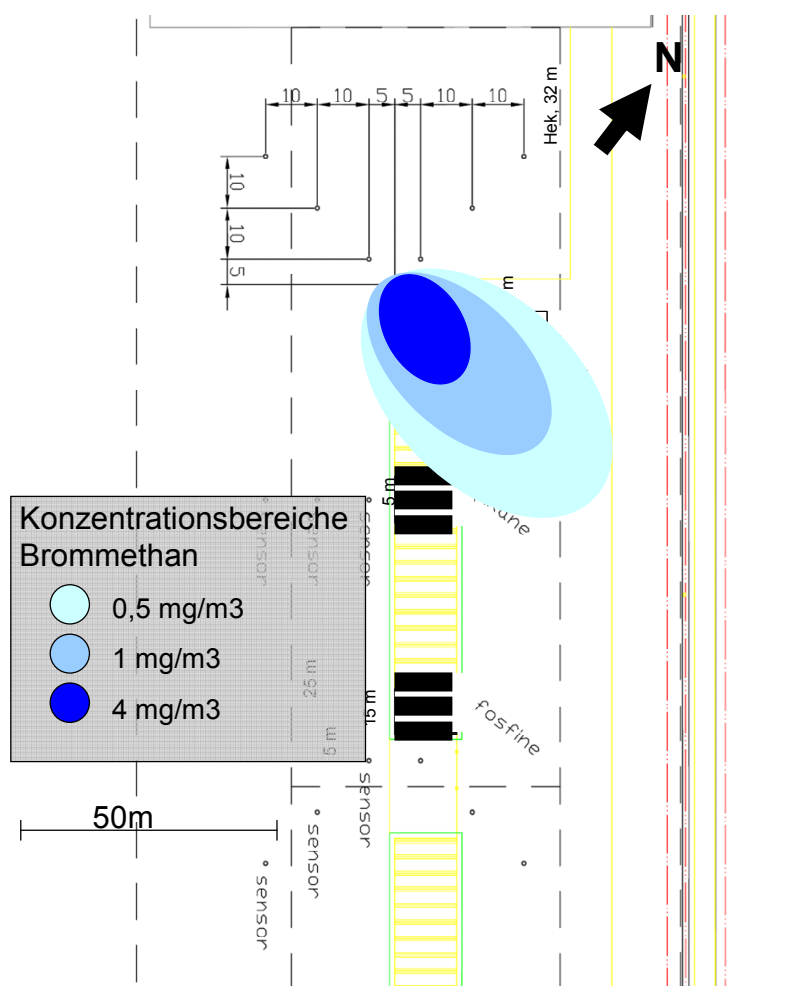 N
10 10 5 5 10 10
Hek, 32 m
10
10
5
m
5 m
Konzentrationsbereiche
Brommethan
0,5 mg/m3
1 mg/m3
4 mg/m3
sensor
sensor
sensor
25 m
15 m
5 m
fosfine
50m
sensor
sensor
sensor